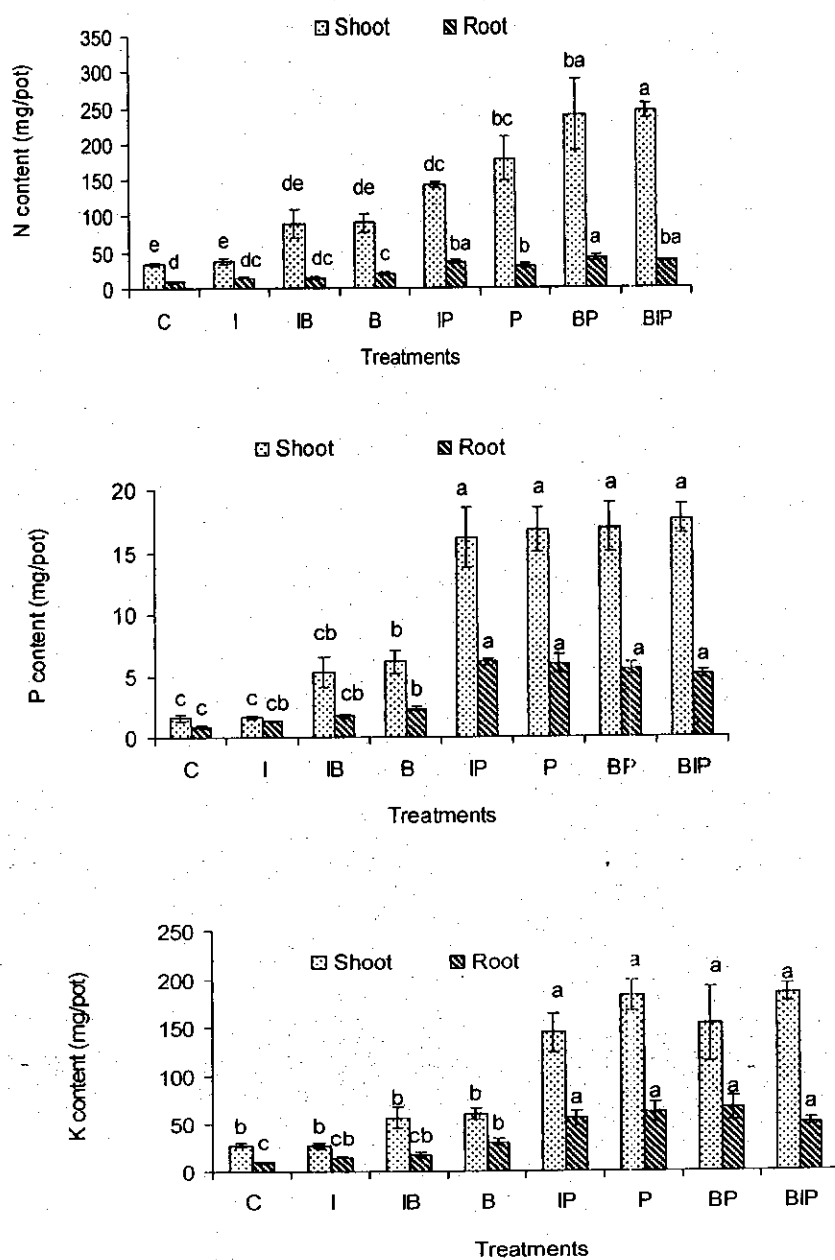 Shoot Root
350
300
250
200
150
100
50
0
N content (mg/pot)
e d e dc de dc de c dc ba bc b ba a a ba
C I IB B IP P BP BIP
Treatments
Shoot Root
20
15
10
5
0
P content (mg/pot)
c c c cb cb cb b b a a a a a a a a
C I IB B IP P BP BIP
Treatments
250
200
150
100
50
0
K content (mg/pot)
Shoot Root
b c b cb b cb b b a a a a a a a a
C I IB B IP P BP BIP
Treatments